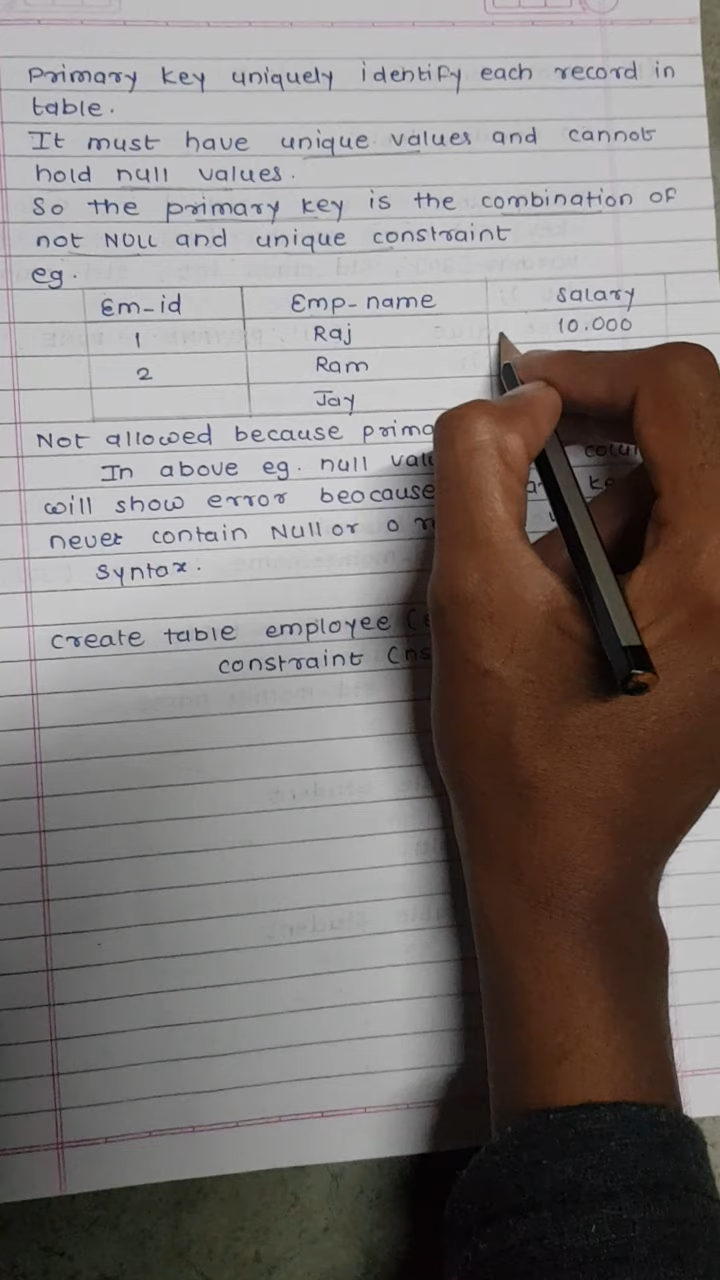 Primary key uniquely identify each record in
table.
It must have unique values and cannot
hold null values.
So the primary key is the combination of
not NULL and unique constraint
eg.
Em-id Emp-name Salary
1 Raj 10.000
2 Ram
Jay
Not allowed because
In above eg. null
will show error beocause
never contain Null or 0
Syntax.
create table employee (
constraint